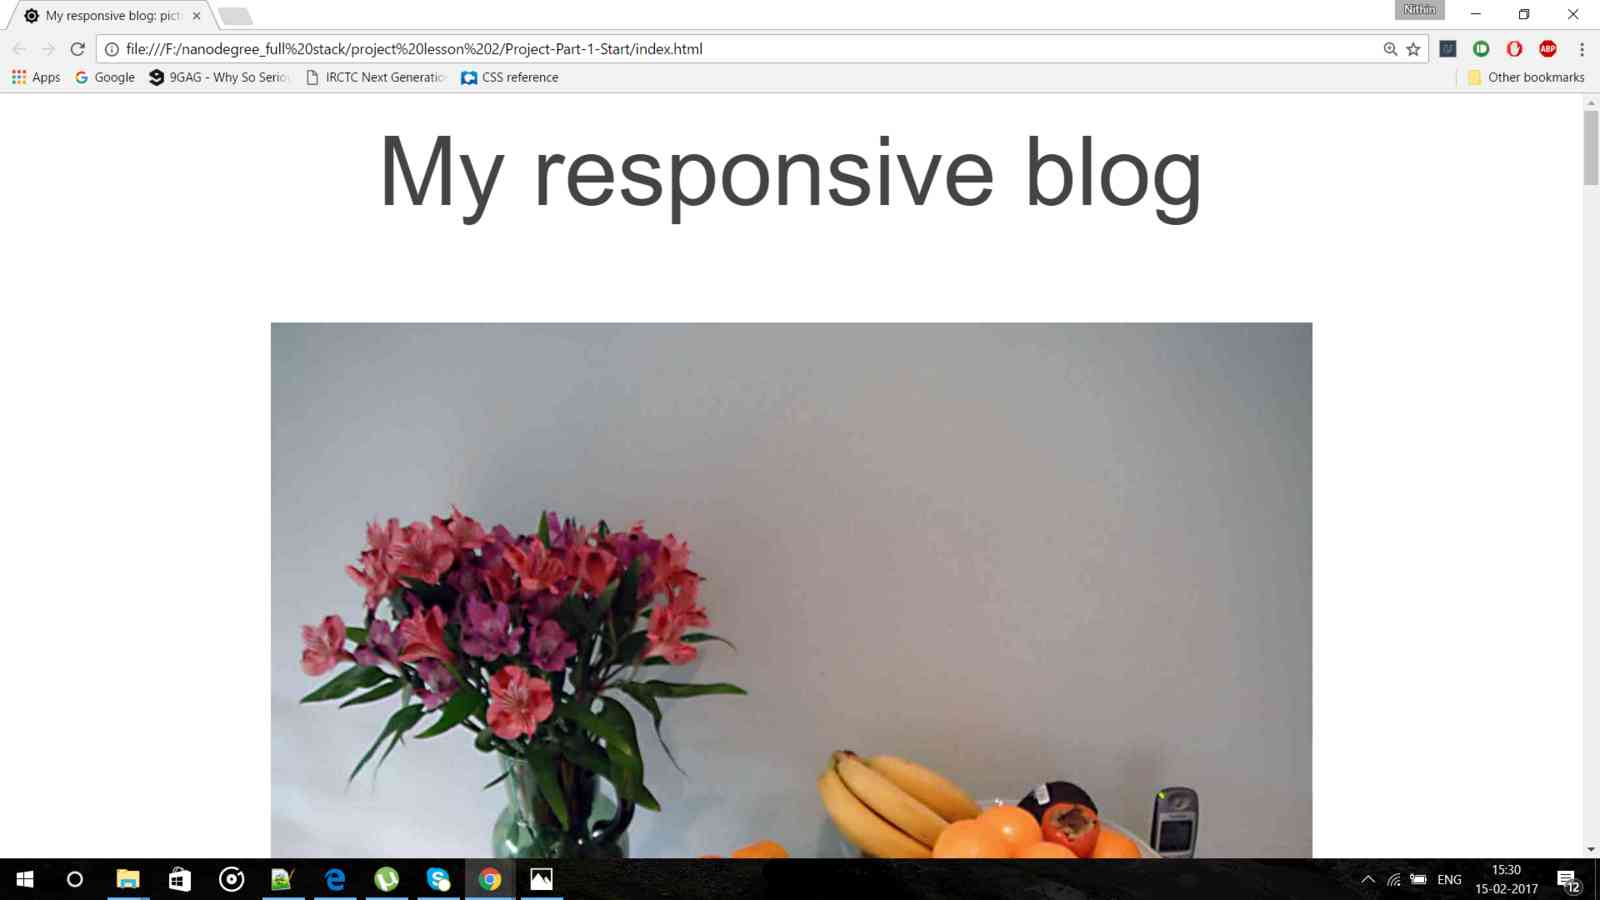 My responsive blog: pict
Nithin
file:///F:/nanodegree_full%20stack/project%20lesson%202/Project-Part-1-Start/index.html
ABP
Apps
Google
9GAG - Why So Serio
IRCTC Next Generatio
CSS reference
Other bookmarks
My responsive blog
ENG
15:30
15-02-2017
12